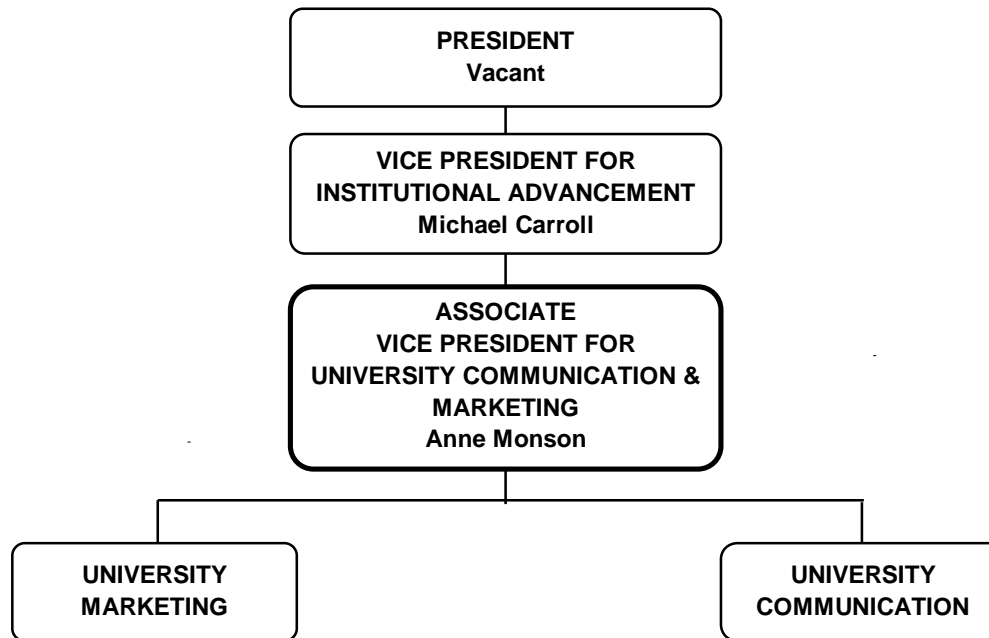 PRESIDENT
Vacant
VICE PRESIDENT FOR
INSTITUTIONAL ADVANCEMENT
Michael Carroll
ASSOCIATE
VICE PRESIDENT FOR
UNIVERSITY COMMUNICATION &
MARKETING
Anne Monson
UNIVERSITY
MARKETING
UNIVERSITY
COMMUNICATION